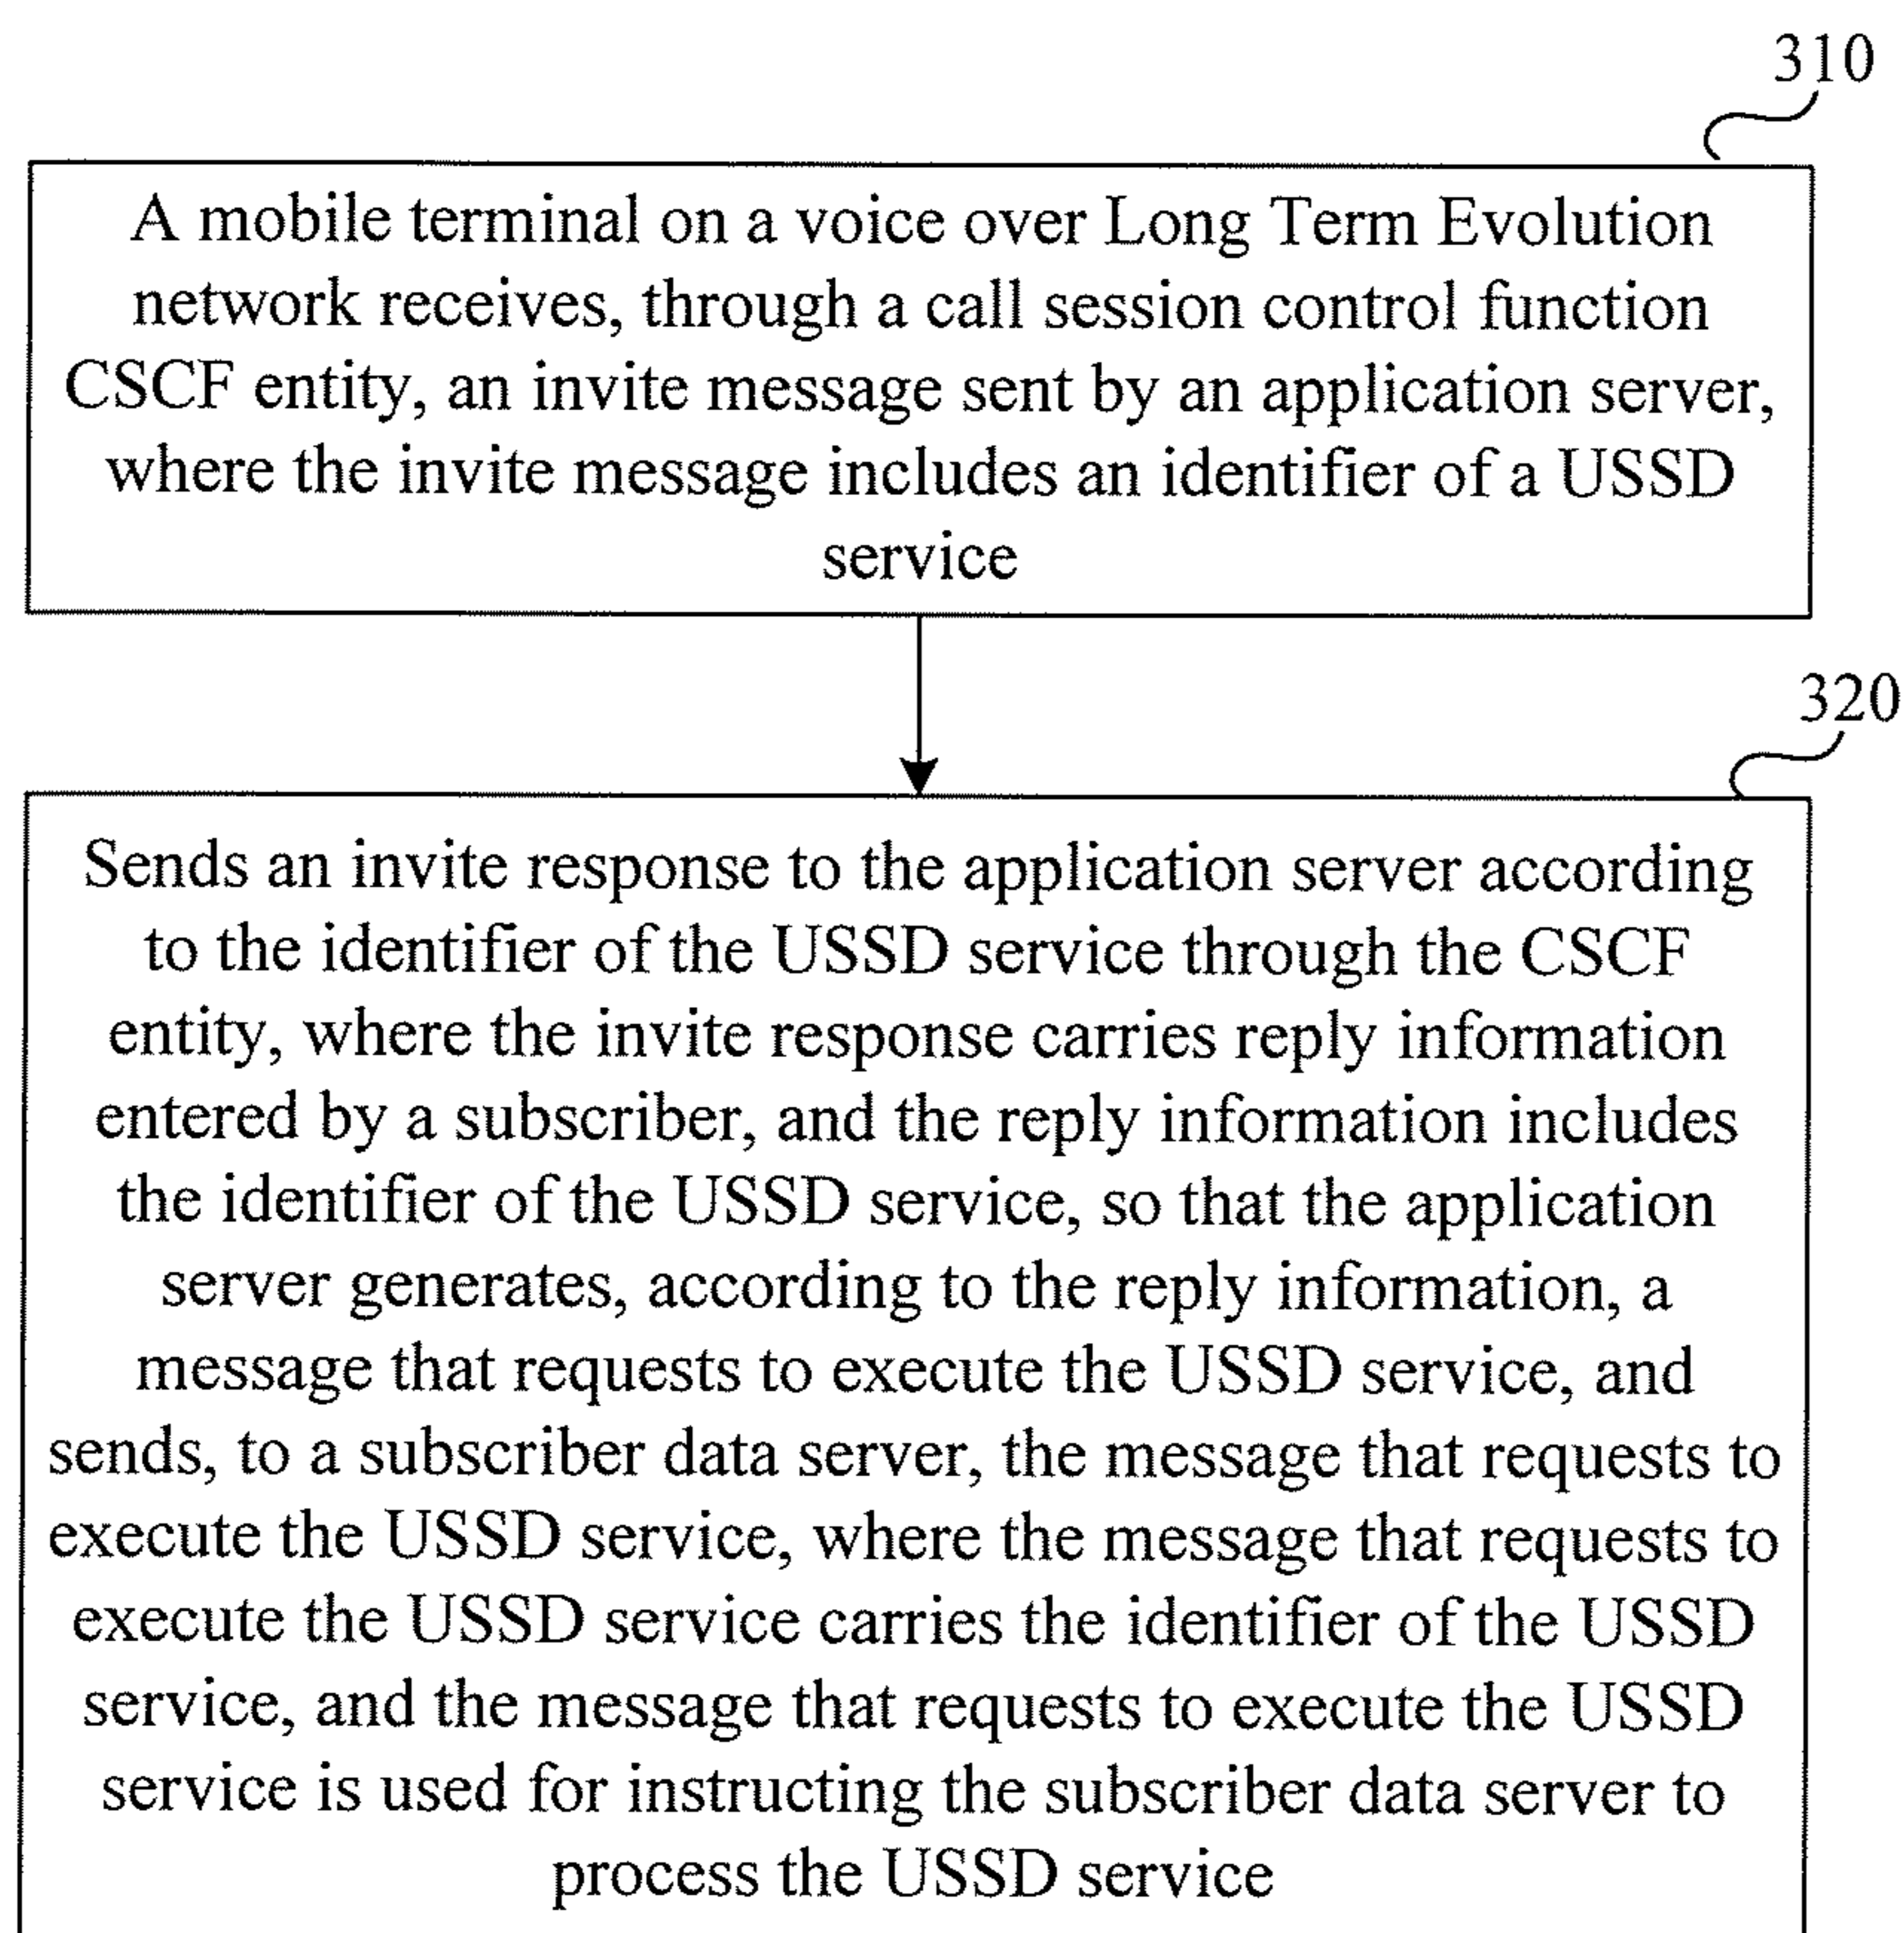 310
A mobile terminal on a voice over Long Term Evolution
network receives, through a call session control function
CSCF entity, an invite message sent by an application server,
where the invite message includes an identifier of a USSD
service
320
Sends an invite response to the application server according
to the identifier of the USSD service through the CSCF
entity, where the invite response carries reply information
entered by a subscriber, and the reply information includes
the identifier of the USSD service, so that the application
server generates, according to the reply information, a
message that requests to execute the USSD service, and
sends, to a subscriber data server, the message that requests to
execute the USSD service, where the message that requests to
execute the USSD service carries the identifier of the USSD
service, and the message that requests to execute the USSD
service is used for instructing the subscriber data server to
process the USSD service